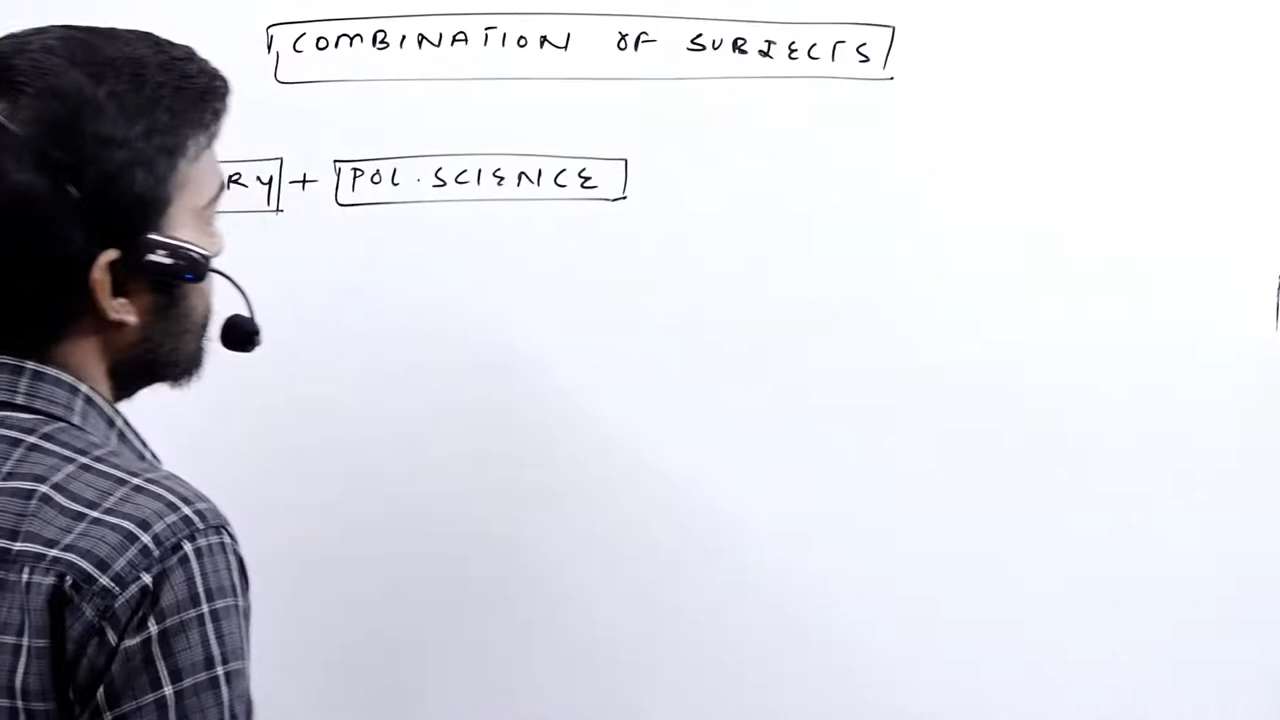 COMBINATION OF SUBJECTS
RY + POL. SCIENCE